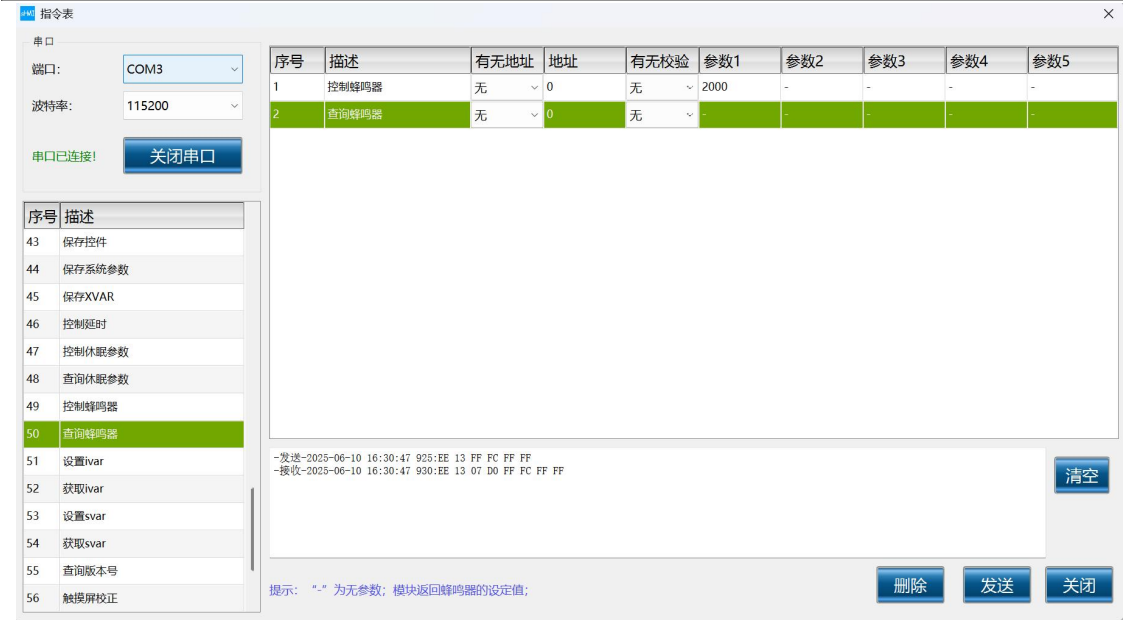 指令表
串口
端口： COM3
波特率： 115200
串口已连接! 关闭串口
序号 描述
43 保存控件
44 保存系统参数
45 保存XVAR
46 控制延时
47 控制休眠参数
48 查询休眠参数
49 控制蜂鸣器
50 查询蜂鸣器
51 设置ivar
52 获取ivar
53 设置svar
54 获取svar
55 查询版本号
56 触摸屏校正
序号 描述 有无地址 地址 有无校验 参数1 参数2 参数3 参数4 参数5
1 控制蜂鸣器 无 0 无 2000 - - - -
2 查询蜂鸣器 无 0 无 - - - - -
-发送-2025-06-10 16:30:47 925:EE 13 FF FC FF FF
-接收-2025-06-10 16:30:47 930:EE 13 07 D0 FF FC FF FF
清空
提示： “-”为无参数；模块返回蜂鸣器的设定值；
删除 发送 关闭